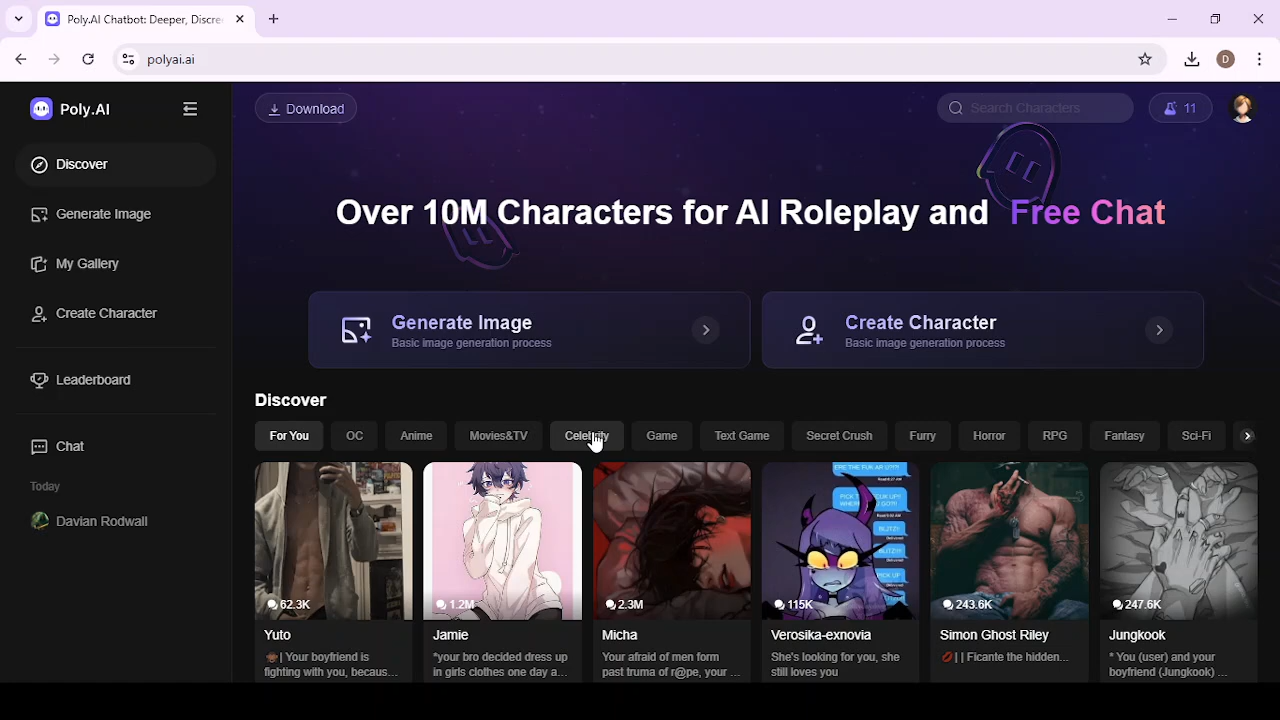 Poly.AI Chatbot: Deeper, Discre
polyai.ai
Poly.AI
Download
Search Characters
11
Discover
Generate Image
My Gallery
Create Character
Leaderboard
Chat
Today
Davian Rodwall
Over 10M Characters for AI Roleplay and Free Chat
Generate Image
Basic image generation process
Create Character
Basic image generation process
Discover
For You
OC
Anime
Movies&TV
Celebrity
Game
Text Game
Secret Crush
Furry
Horror
RPG
Fantasy
Sci-Fi
62.3K
1.2M
2.3M
115K
243.6K
247.6K
Yuto
Jamie
Micha
Verosika-exnovia
Simon Ghost Riley
Jungkook
| Your boyfriend is
fighting with you, becaus...
*your bro decided dress up
in girls clothes one day a...
Your afraid of men form
past truma of r@pe, your ...
She's looking for you, she
still loves you
| | Ficante the hidden...
* You (user) and your
boyfriend (Jungkook) ...
D